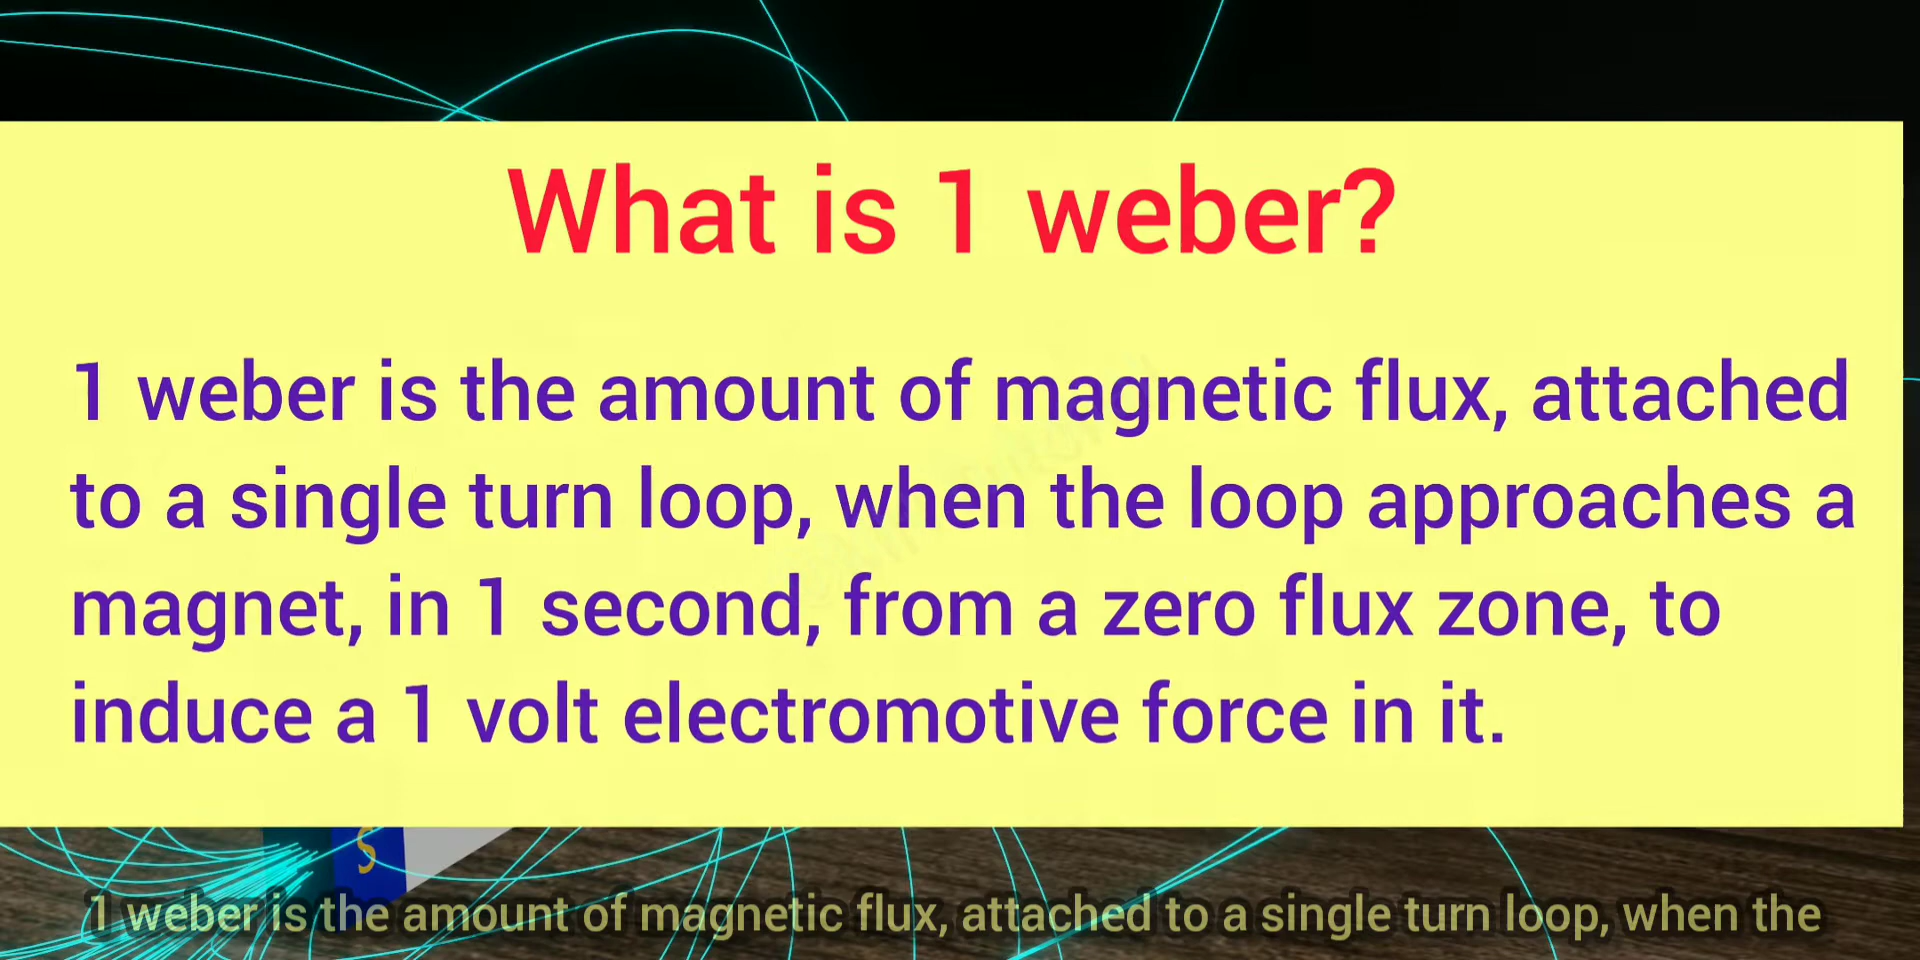 What is 1 weber?
1 weber is the amount of magnetic flux, attached
to a single turn loop, when the loop approaches a
magnet, in 1 second, from a zero flux zone, to
induce a 1 volt electromotive force in it.
S
1 weber is the amount of magnetic flux, attached to a single turn loop, when the